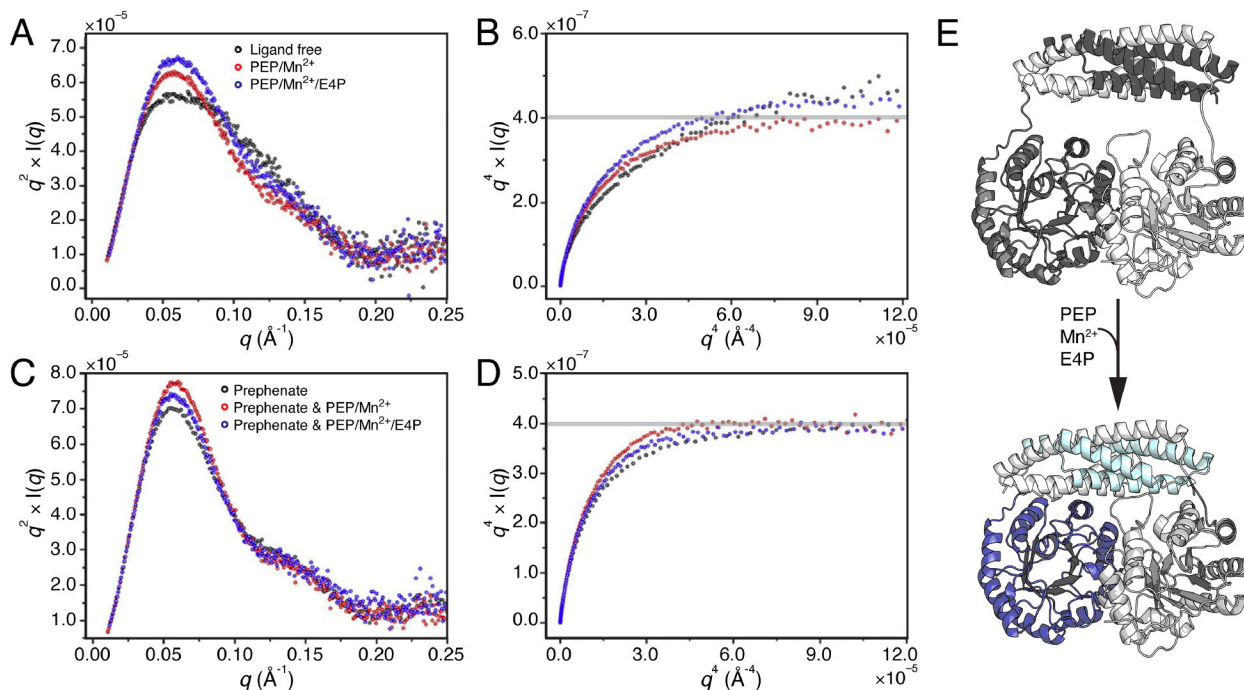 A
×10⁻⁵
7.0
6.0
5.0
4.0
3.0
2.0
1.0
0.0
q² × I(q)
Ligand free
PEP/Mn²⁺
PEP/Mn²⁺/E4P
0.00 0.05 0.10 0.15 0.20 0.25
q (Å⁻¹)
B
×10⁻⁷
6.0
4.0
2.0
0.0
q⁴ × I(q)
0.0 3.0 6.0 9.0 12.0
q⁴ (Å⁻⁴)
×10⁻⁵
C
×10⁻⁵
8.0
7.0
6.0
5.0
4.0
3.0
2.0
1.0
q² × I(q)
Prephenate
Prephenate & PEP/Mn²⁺
Prephenate & PEP/Mn²⁺/E4P
0.00 0.05 0.10 0.15 0.20 0.25
q (Å⁻¹)
D
×10⁻⁷
5.0
4.0
3.0
2.0
1.0
0.0
q⁴ × I(q)
0.0 3.0 6.0 9.0 12.0
q⁴ (Å⁻⁴)
×10⁻⁵
E
PEP
Mn²⁺
E4P